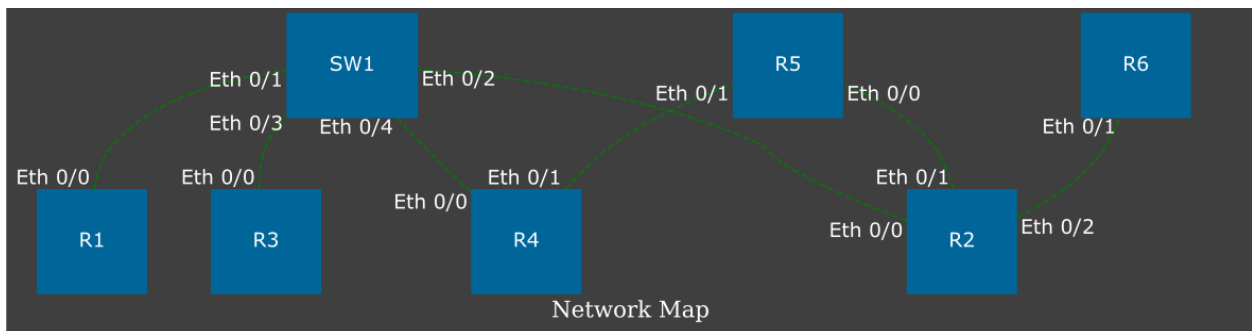 SW1
R5
R6
Eth 0/1
Eth 0/2
Eth 0/1
Eth 0/0
Eth 0/3
Eth 0/4
Eth 0/1
Eth 0/0
Eth 0/0
Eth 0/1
Eth 0/1
Eth 0/0
Eth 0/0
Eth 0/2
R1
R3
R4
R2
Network Map